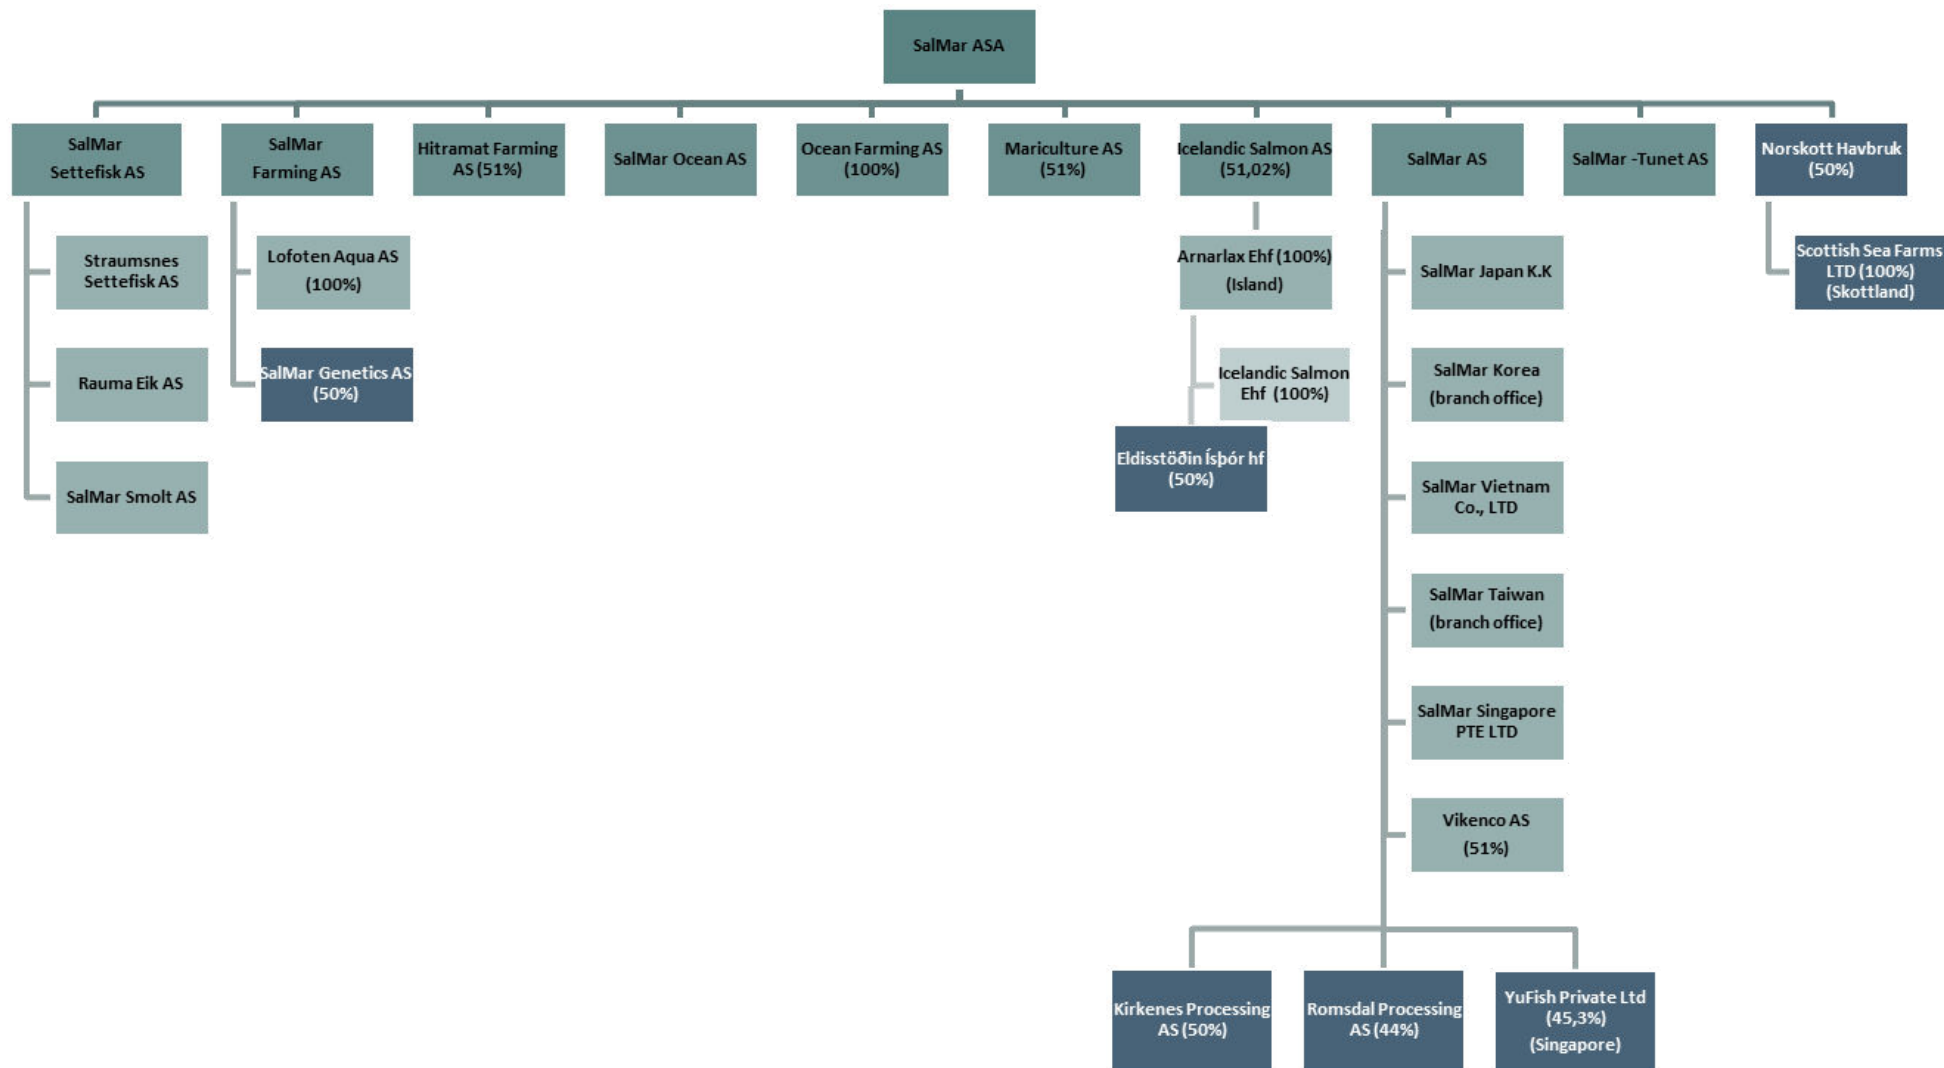 SalMar ASA
SalMar
Settefisk AS
SalMar
Farming AS
Hitramat Farming
AS (51%)
SalMar Ocean AS
Ocean Farming AS
(100%)
Mariculture AS
(51%)
Icelandic Salmon AS
(51,02%)
SalMar AS
SalMar -Tunet AS
Norskott Havbruk
(50%)
Straumsnes
Settefisk AS
Rauma Eik AS
SalMar Smolt AS
Lofoten Aqua AS
(100%)
SalMar Genetics AS
(50%)
Arnarlax Ehf (100%)
(Island)
Icelandic Salmon
Ehf (100%)
Eldisstöðin Ísþór hf
(50%)
SalMar Japan K.K
SalMar Korea
(branch office)
SalMar Vietnam
Co., LTD
SalMar Taiwan
(branch office)
SalMar Singapore
PTE LTD
Vikenco AS
(51%)
Scottish Sea Farms
LTD (100%)
(Skottland)
Kirkenes Processing
AS (50%)
Romsdal Processing
AS (44%)
YuFish Private Ltd
(45,3%)
(Singapore)